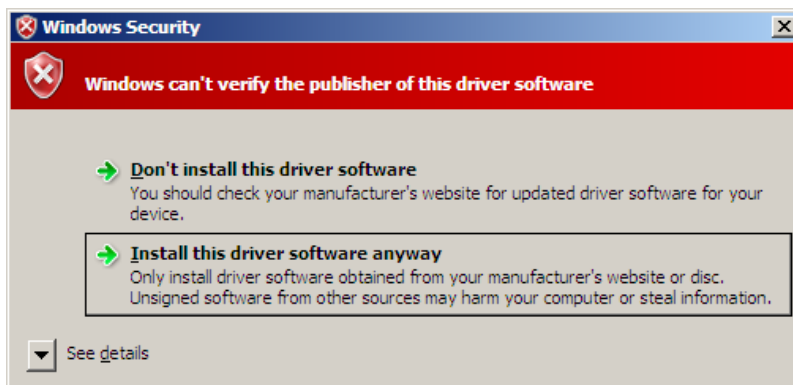 Windows Security
Windows can't verify the publisher of this driver software
Don't install this driver software
You should check your manufacturer's website for updated driver software for your
device.
Install this driver software anyway
Only install driver software obtained from your manufacturer's website or disc.
Unsigned software from other sources may harm your computer or steal information.
See details